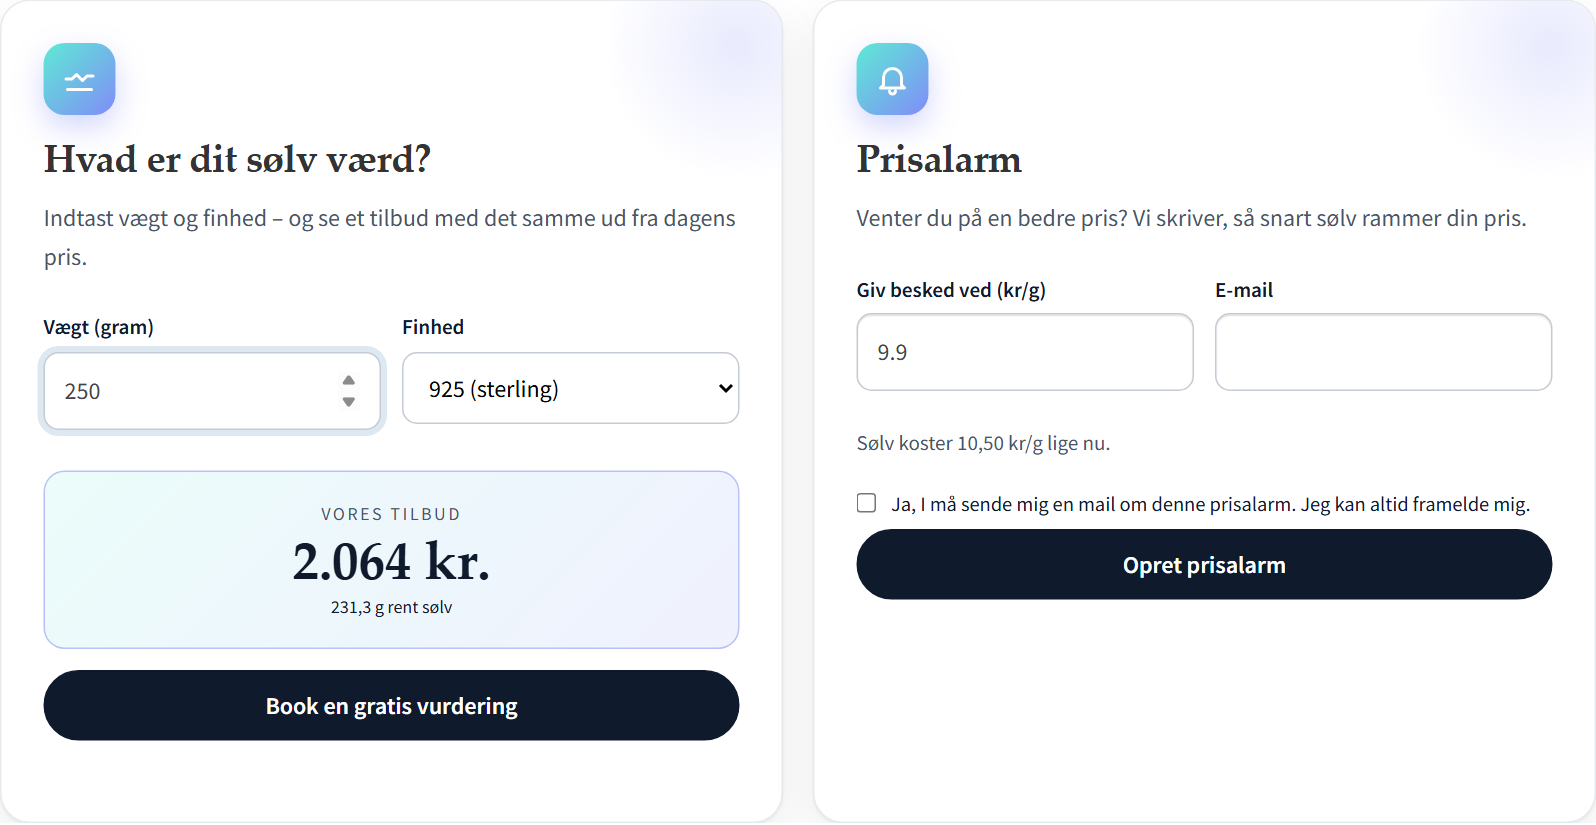 Hvad er dit sølv værd?
Indtast vægt og finhed – og se et tilbud med det samme ud fra dagens
pris.
Vægt (gram)
Finhed
250
925 (sterling)
VORES TILBUD
2.064 kr.
231,3 g rent sølv
Book en gratis vurdering
Prisalarm
Venter du på en bedre pris? Vi skriver, så snart sølv rammer din pris.
Giv besked ved (kr/g)
E-mail
9.9
Sølv koster 10,50 kr/g lige nu.
Ja, I må sende mig en mail om denne prisalarm. Jeg kan altid framelde mig.
Opret prisalarm